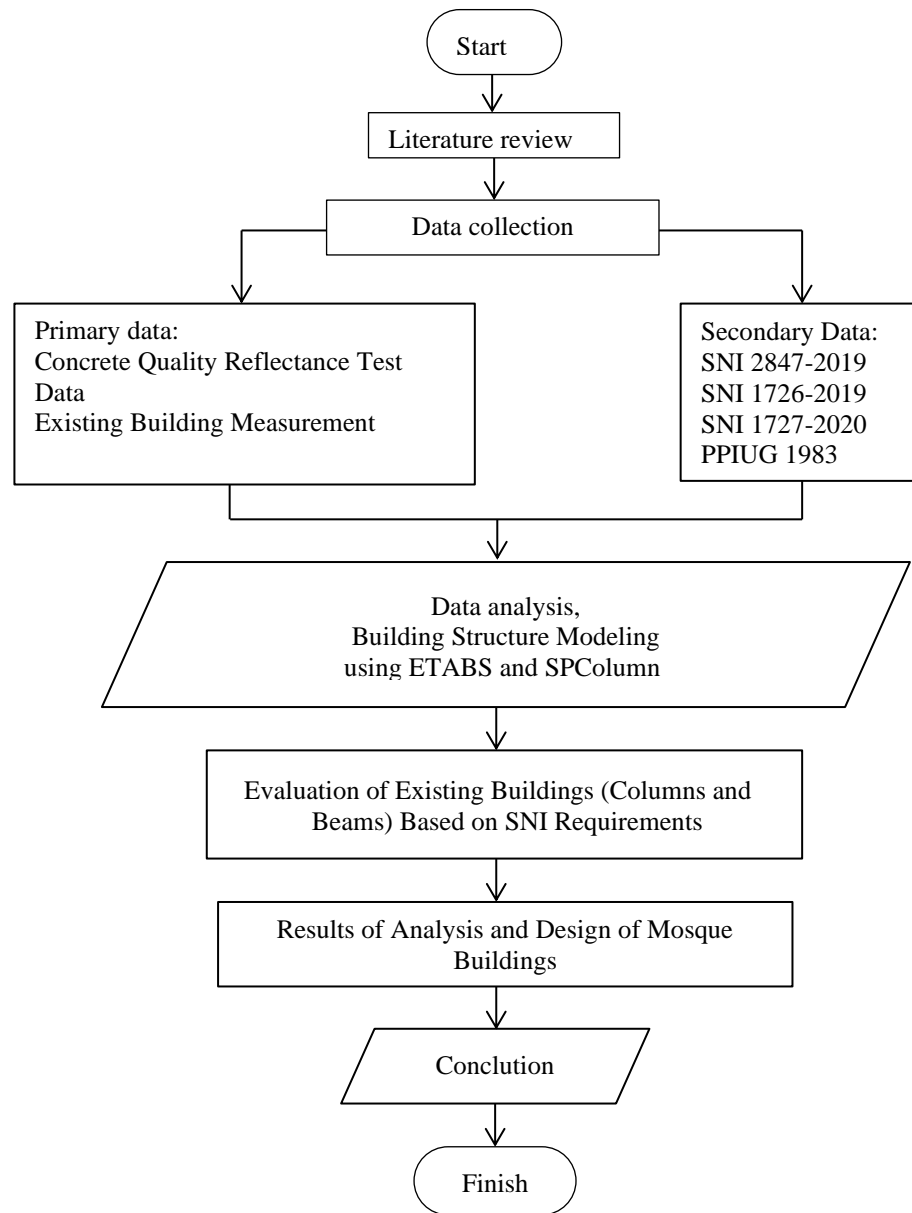 Start
Literature review
Data collection
Primary data:
Concrete Quality Reflectance Test
Data
Existing Building Measurement
Secondary Data:
SNI 2847-2019
SNI 1726-2019
SNI 1727-2020
PPIUG 1983
Data analysis,
Building Structure Modeling
using ETABS and SPColumn
Evaluation of Existing Buildings (Columns and
Beams) Based on SNI Requirements
Results of Analysis and Design of Mosque
Buildings
Conclution
Finish